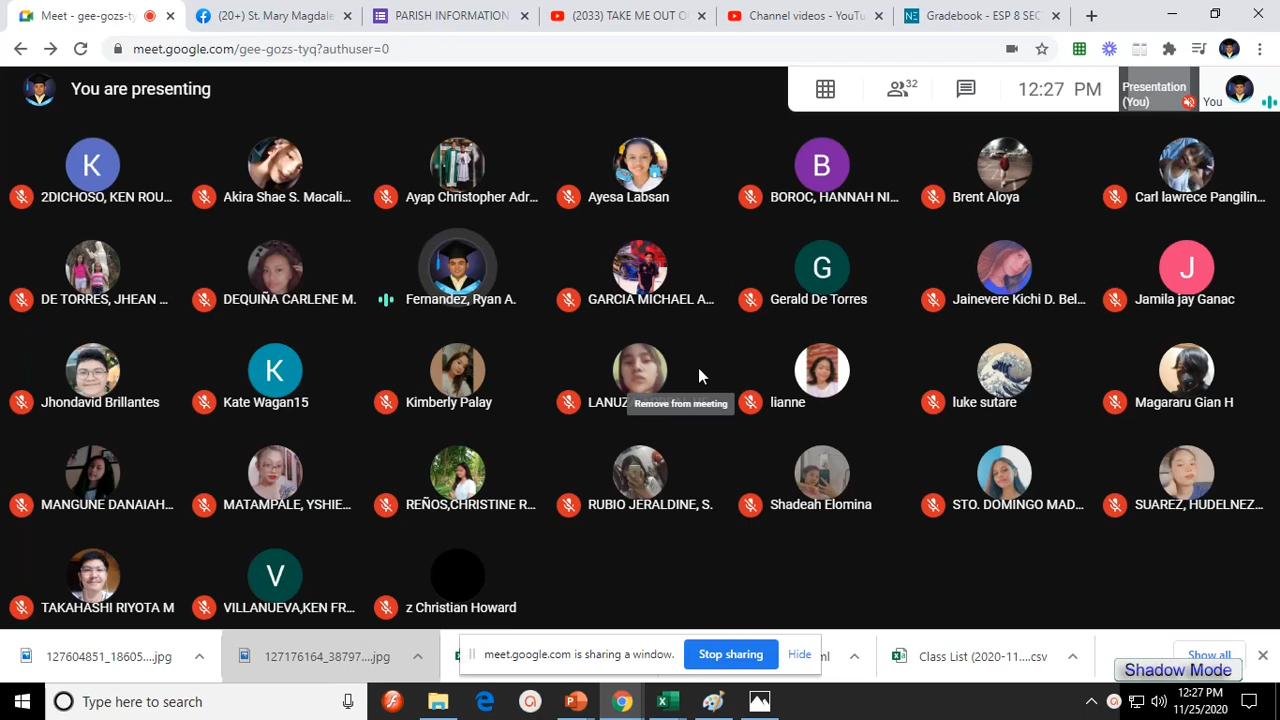 Meet - gee-gozs-tyq
(20+) St. Mary Magdale
PARISH INFORMATION
(2033) TAKE ME OUT O
Channel videos - YouTu
Gradebook - ESP 8 SEC
meet.google.com/gee-gozs-tyq?authuser=0
You are presenting
32
12:27 PM
Presentation
(You)
You
K
B
2DICHOSO, KEN ROU...
Akira Shae S. Macali...
Ayap Christopher Adr...
Ayesa Labsan
BOROC, HANNAH NI...
Brent Aloya
Carl lawrece Pangilin...
G
J
DE TORRES, JHEAN ...
DEQUIÑA CARLENE M.
Fernandez, Ryan A.
GARCIA MICHAEL A...
Gerald De Torres
Jainevere Kichi D. Bel...
Jamila jay Ganac
K
Jhondavid Brillantes
Kate Wagan15
Kimberly Palay
Remove from meeting
lianne
luke sutare
Magararu Gian H
MANGUNE DANAIAH...
MATAMPALE, YSHIE...
REÑOS,CHRISTINE R...
RUBIO JERALDINE, S.
Shadeah Elomina
STO. DOMINGO MAD...
SUAREZ, HUDELNEZ...
V
TAKAHASHI RIYOTA M
VILLANUEVA,KEN FR...
z Christian Howard
127604851_18605....jpg
127176164_38797....jpg
meet.google.com is sharing a window.
Stop sharing
Hide
ml
Class List (2020-11....csv
Show all
Shadow Mode
Type here to search
12:27 PM
11/25/2020